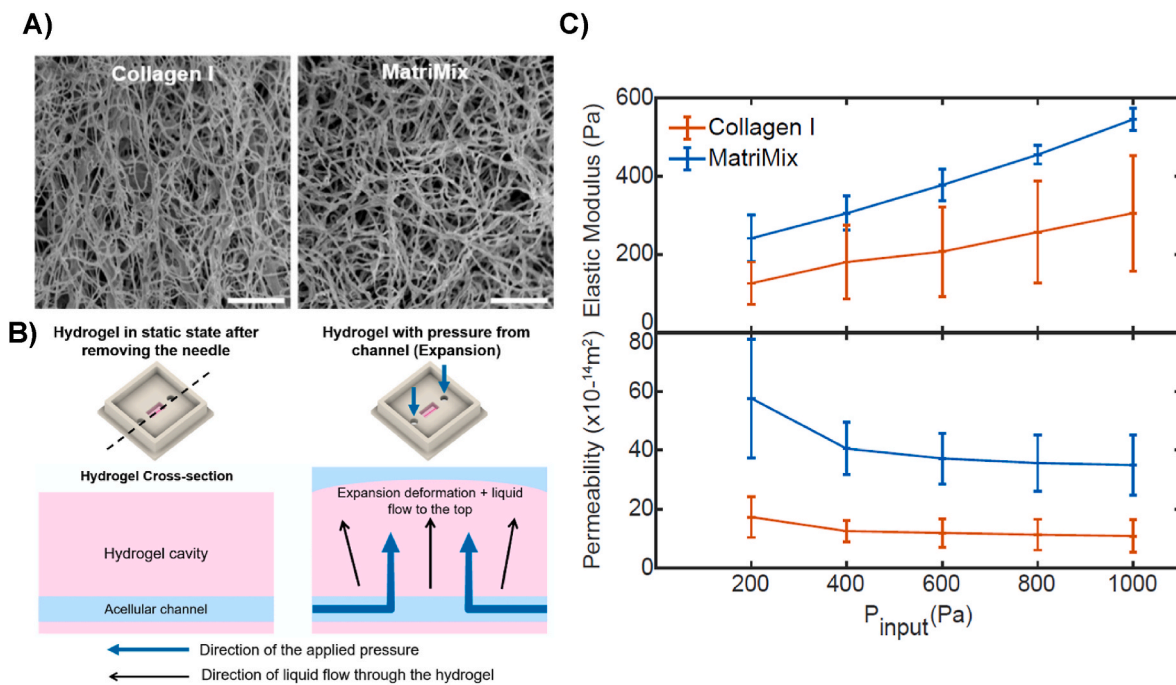 A)
Collagen I
MatriMix
B)
Hydrogel in static state after
removing the needle
Hydrogel with pressure from
channel (Expansion)
Hydrogel Cross-section
Hydrogel cavity
Acellular channel
Expansion deformation + liquid
flow to the top
Direction of the applied pressure
Direction of liquid flow through the hydrogel
C)
Elastic Modulus (Pa)
600
400
200
0
Collagen I
MatriMix
Permeability (x10-¹⁴m²)
80
60
40
20
0
200 400 600 800 1000
Pinput(Pa)